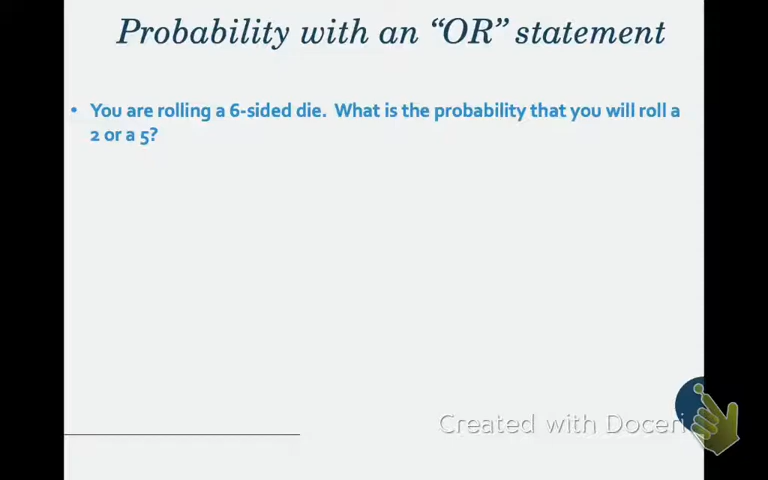 Probability with an “OR” statement
• You are rolling a 6-sided die.  What is the probability that you will roll a
2 or a 5?
Created with Doceri